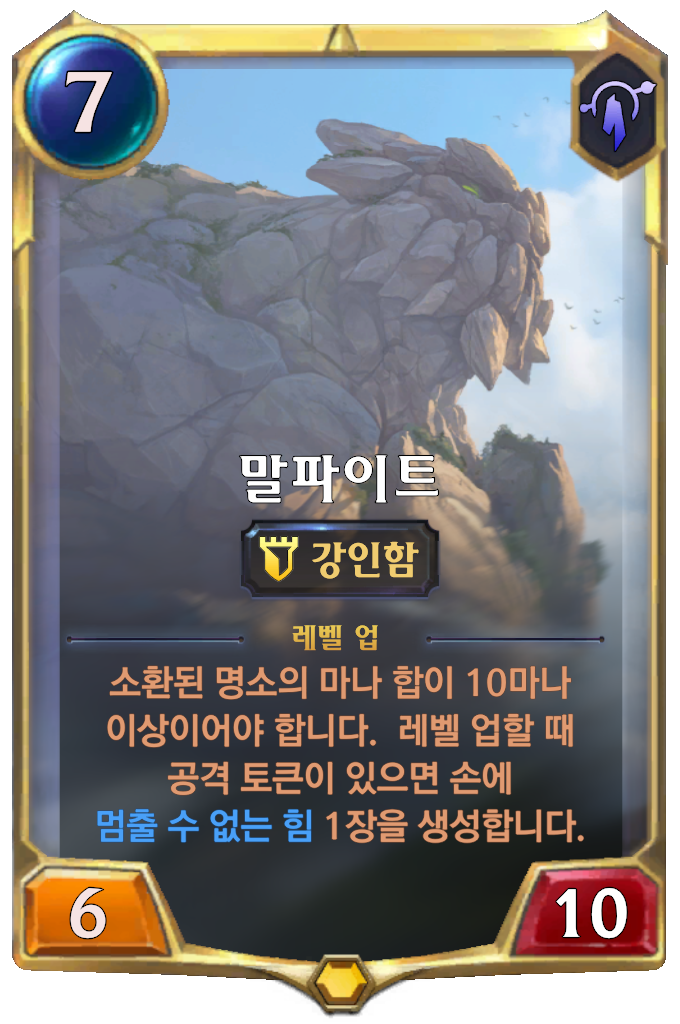 7
말파이트
강인함
레벨 업
소환된 명소의 마나 합이 10마나
이상이어야 합니다. 레벨 업할 때
공격 토큰이 있으면 손에
멈출 수 없는 힘 1장을 생성합니다.
6
10